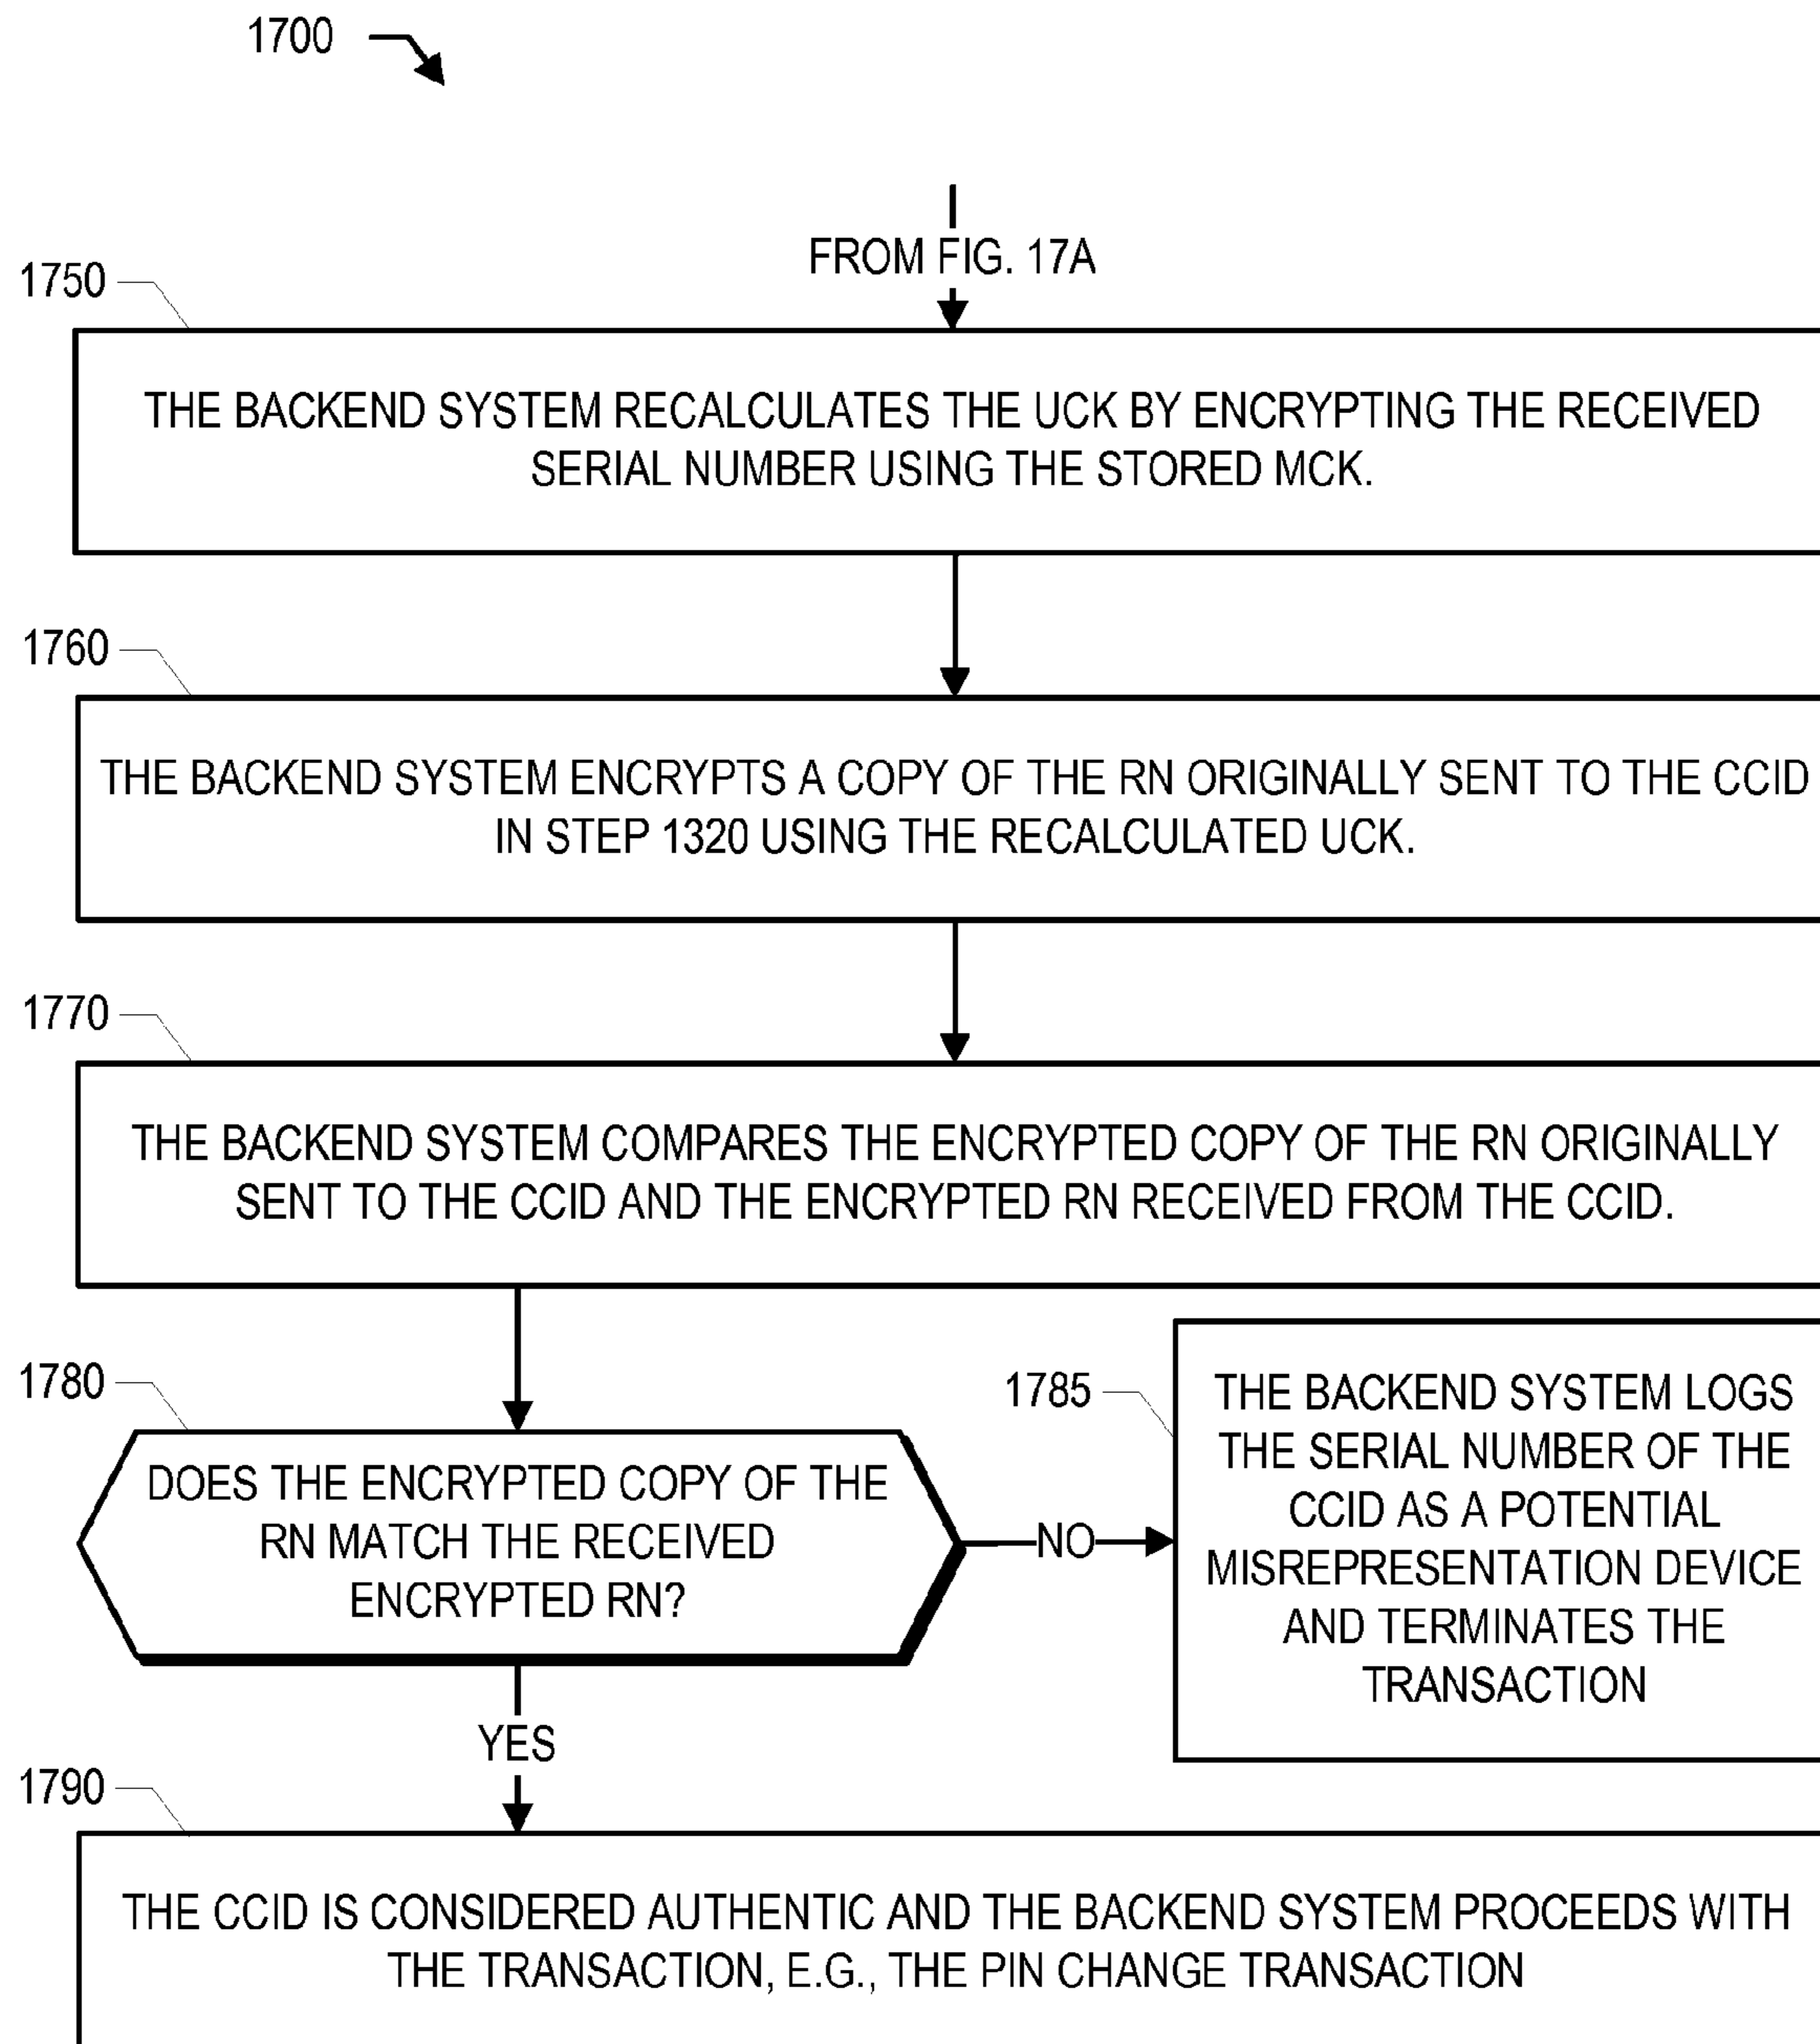 1700
FROM FIG. 17A
1750
THE BACKEND SYSTEM RECALCULATES THE UCK BY ENCRYPTING THE RECEIVED
SERIAL NUMBER USING THE STORED MCK.
1760
THE BACKEND SYSTEM ENCRYPTS A COPY OF THE RN ORIGINALLY SENT TO THE CCID
IN STEP 1320 USING THE RECALCULATED UCK.
1770
THE BACKEND SYSTEM COMPARES THE ENCRYPTED COPY OF THE RN ORIGINALLY
SENT TO THE CCID AND THE ENCRYPTED RN RECEIVED FROM THE CCID.
1780
DOES THE ENCRYPTED COPY OF THE
RN MATCH THE RECEIVED
ENCRYPTED RN?
NO
1785
THE BACKEND SYSTEM LOGS
THE SERIAL NUMBER OF THE
CCID AS A POTENTIAL
MISREPRESENTATION DEVICE
AND TERMINATES THE
TRANSACTION
YES
1790
THE CCID IS CONSIDERED AUTHENTIC AND THE BACKEND SYSTEM PROCEEDS WITH
THE TRANSACTION, E.G., THE PIN CHANGE TRANSACTION